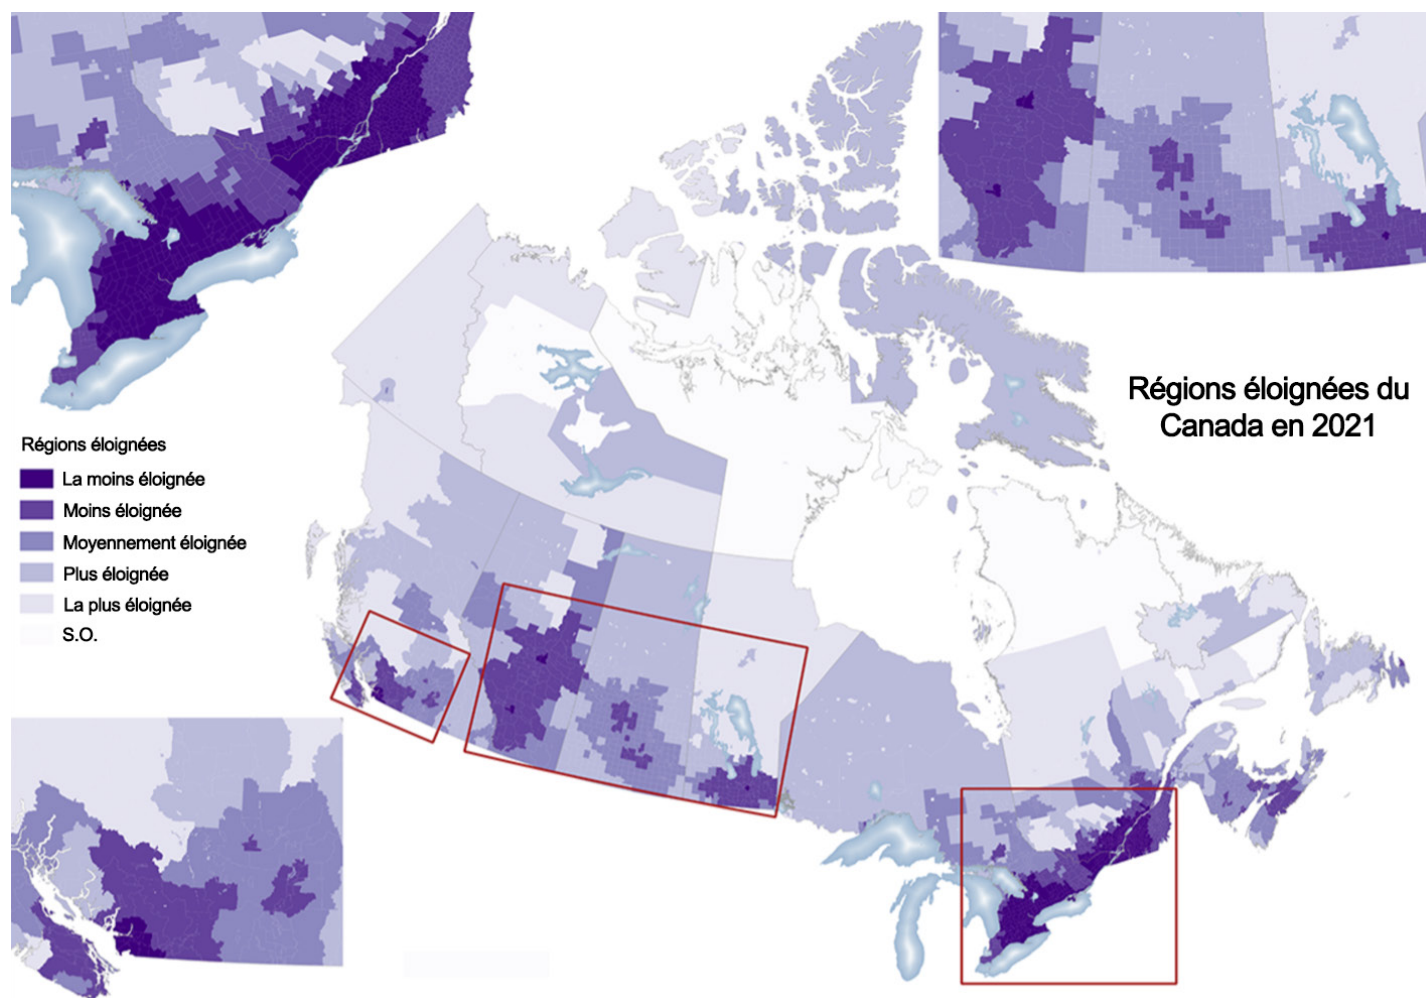 Régions éloignées du
Canada en 2021
Régions éloignées
La moins éloignée
Moins éloignée
Moyennement éloignée
Plus éloignée
La plus éloignée
S.O.